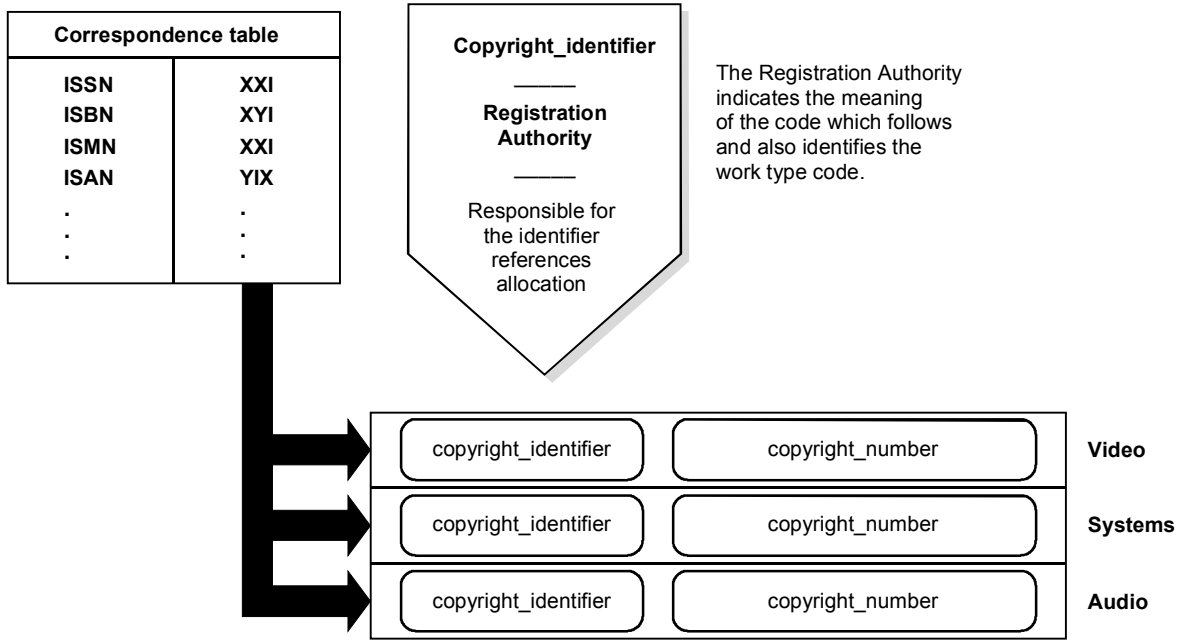 Correspondence table
ISSN XXI
ISBN XYI
ISMN XXI
ISAN YIX
. .
. .
. .
Copyright_identifier
_____
Registration
Authority
_____
Responsible for
the identifier
references
allocation
The Registration Authority
indicates the meaning
of the code which follows
and also identifies the
work type code.
copyright_identifier copyright_number Video
copyright_identifier copyright_number Systems
copyright_identifier copyright_number Audio